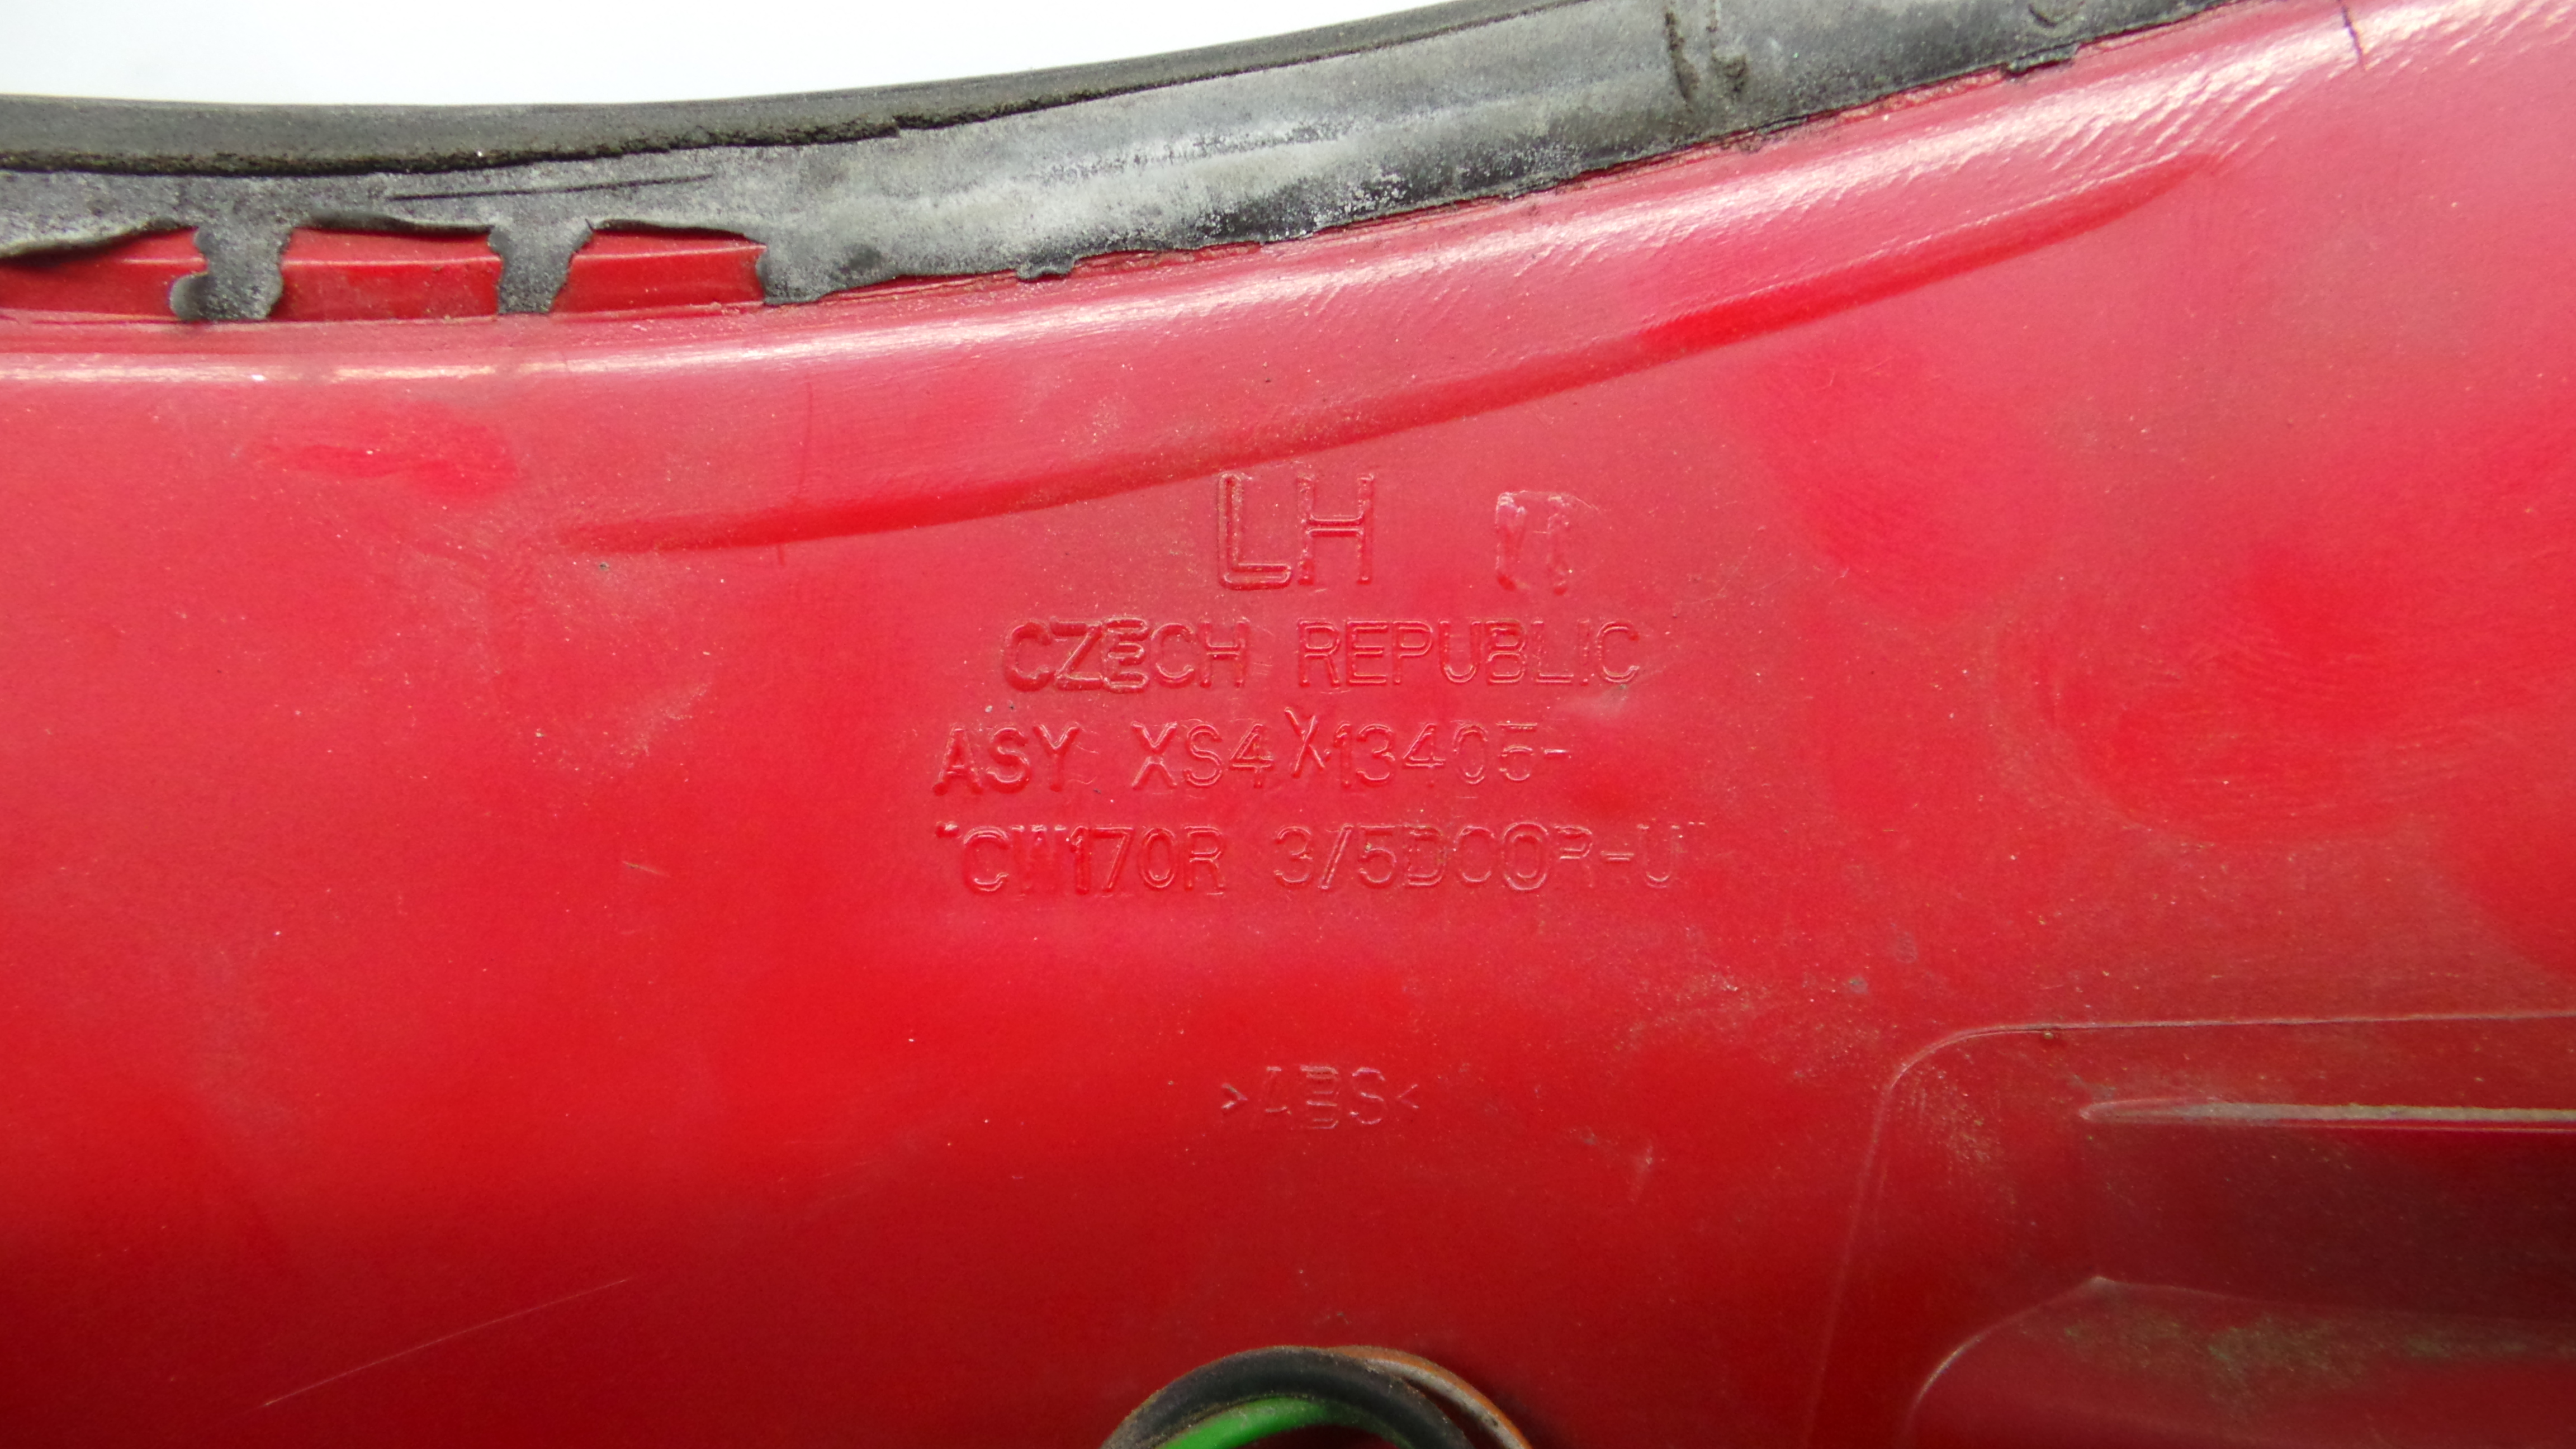 LH
CZECH REPUBLIC
ASY XS4X13405-
"CW170R 3/5DOOR-U"
>ABS<